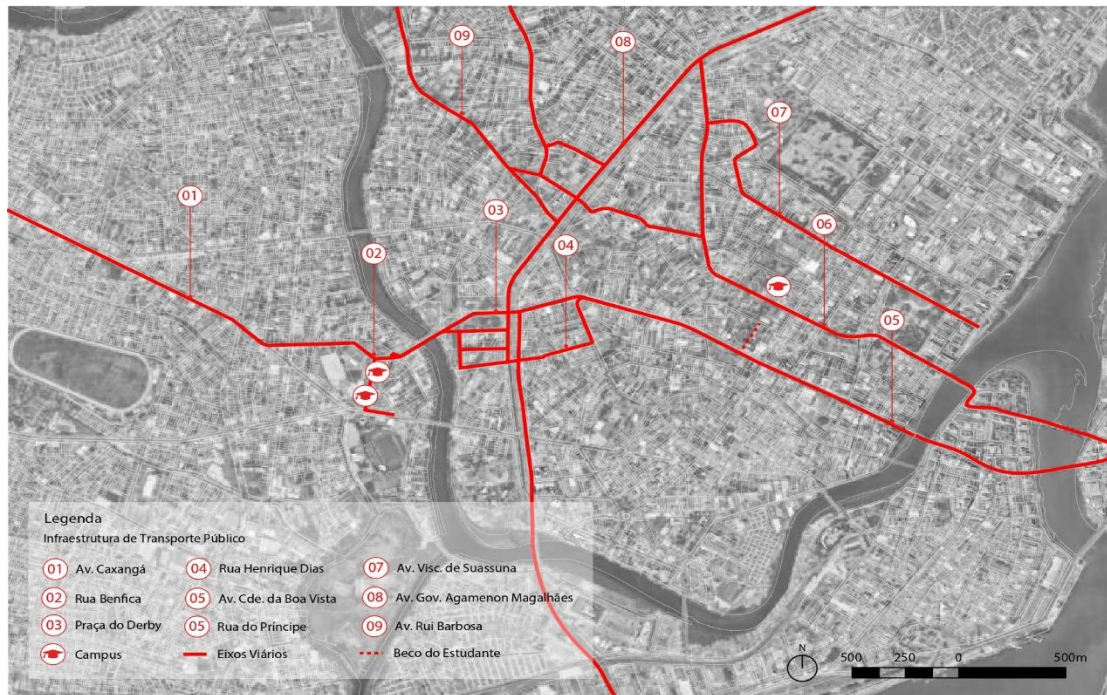 09
08
07
01
03
06
02
04
05
Legenda
Infraestrutura de Transporte Público
01 Av. Caxangá
04 Rua Henrique Dias
07 Av. Visc. de Suassuna
02 Rua Benfica
05 Av. Cde. da Boa Vista
08 Av. Gov. Agamenon Magalhães
03 Praça do Derby
05 Rua do Príncipe
09 Av. Rui Barbosa
Campus
Eixos Viários
Beco do Estudante
N
500 250 0 500m